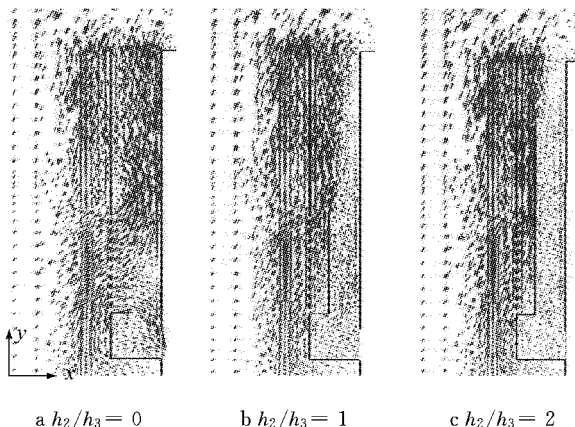 y
x
a h₂/h₃ = 0
b h₂/h₃ = 1
c h₂/h₃ = 2